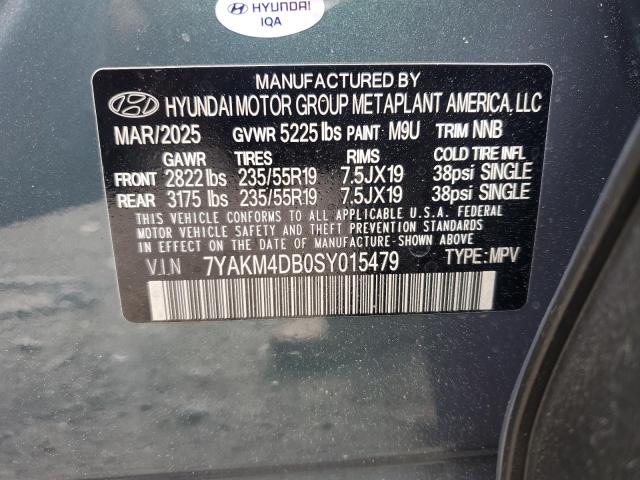 HYUNDAI
IQA
MANUFACTURED BY
HYUNDAI MOTOR GROUP METAPLANT AMERICA, LLC
MAR/2025 GVWR 5225 lbs PAINT M9U TRIM NNB
GAWR TIRES RIMS COLD TIRE INFL
FRONT 2822 lbs 235/55R19 7.5JX19 38psi SINGLE
REAR 3175 lbs 235/55R19 7.5JX19 38psi SINGLE
THIS VEHICLE CONFORMS TO ALL APPLICABLE U.S.A. FEDERAL
MOTOR VEHICLE SAFETY, BUMPER, AND THEFT PREVENTION STANDARDS
IN EFFECT ON THE DATE OF MANUFACTURE SHOWN ABOVE.
V.I.N 7YAKM4DB0SY015479 TYPE: MPV